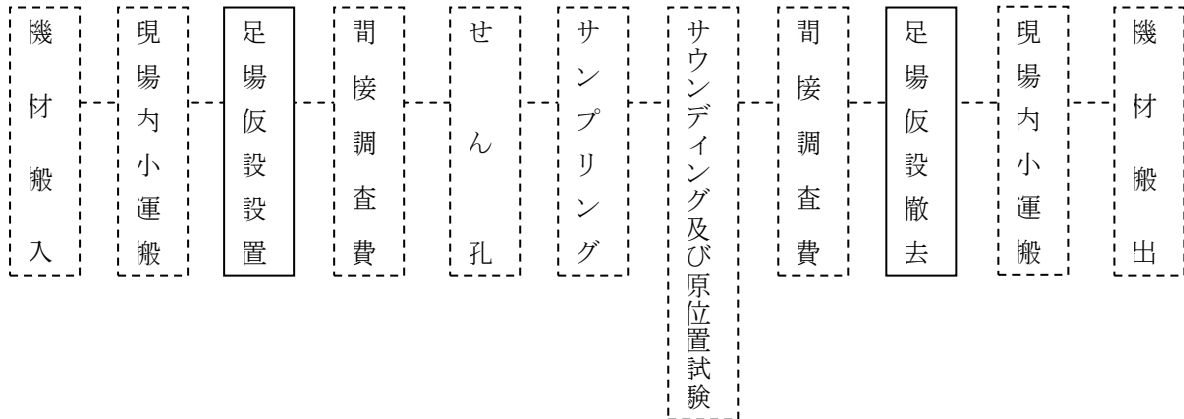 機材搬入
現場内小運搬
足場仮設設置
間接調査費
せん孔
サンプリング
サウンディング及び原位置試験
間接調査費
足場仮設撤去
現場内小運搬
機材搬出